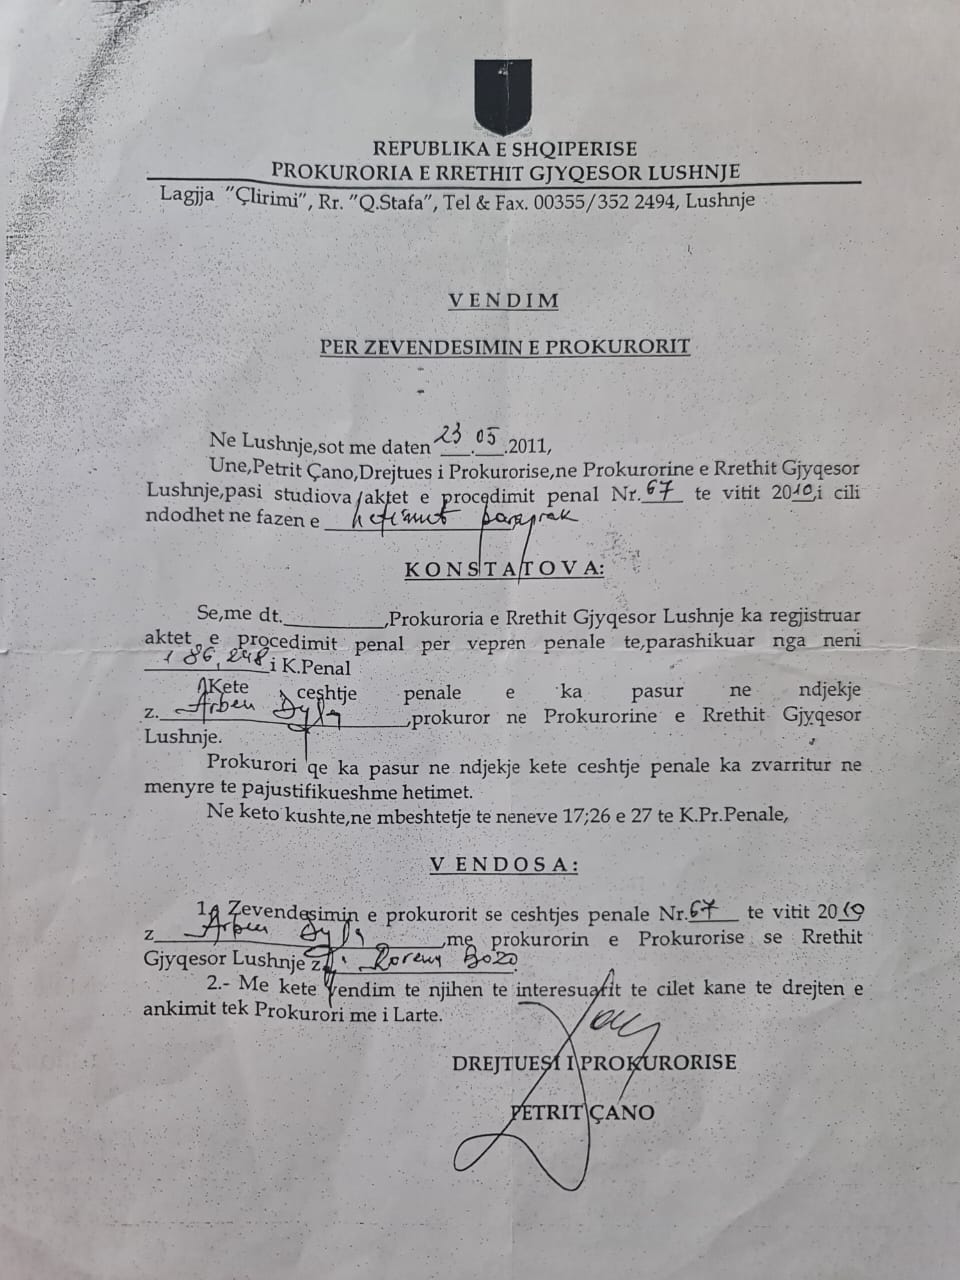 REPUBLIKA E SHQIPERISE
PROKURORIA E RRETHIT GJYQESOR LUSHNJE
Lagjja "Çlirimi", Rr. "Q.Stafa", Tel & Fax. 00355/352 2494, Lushnje
VENDIM
PER ZEVENDESIMIN E PROKURORIT
Ne Lushnje,sot me daten 23.05.2011,
Une,Petrit Çano,Drejtues i Prokurorise,ne Prokurorine e Rrethit Gjyqesor
Lushnje,pasi studiova aktet e procedimit penal Nr.67 te vitit 2010,i cili
ndodhet ne fazen e hetimit paraprak
KONSTATOVA:
Se,me dt.________,Prokuroria e Rrethit Gjyqesor Lushnje ka regjistruar
aktet e procedimit penal per vepren penale te,parashikuar nga neni
186, 248 i K.Penal
Kete ceshtje penale e ka pasur ne ndjekje
z. Arben Dyla ,prokuror ne Prokurorine e Rrethit Gjyqesor
Lushnje.
Prokurori qe ka pasur ne ndjekje kete ceshtje penale ka zvarritur ne
menyre te pajustifikueshme hetimet.
Ne keto kushte,ne mbeshtetje te neneve 17;26 e 27 te K.Pr.Penale,
VENDOSA:
1. Zevendesimin e prokurorit se ceshtjes penale Nr.67 te vitit 2010
z Arben Dyla ,me prokurorin e Prokurorise se Rrethit
Gjyqesor Lushnje z. Bozo.
2.- Me kete vendim te njihen te interesuarit te cilet kane te drejten e
ankimit tek Prokurori me i Larte.
DREJTUESI I PROKURORISE
PETRIT ÇANO